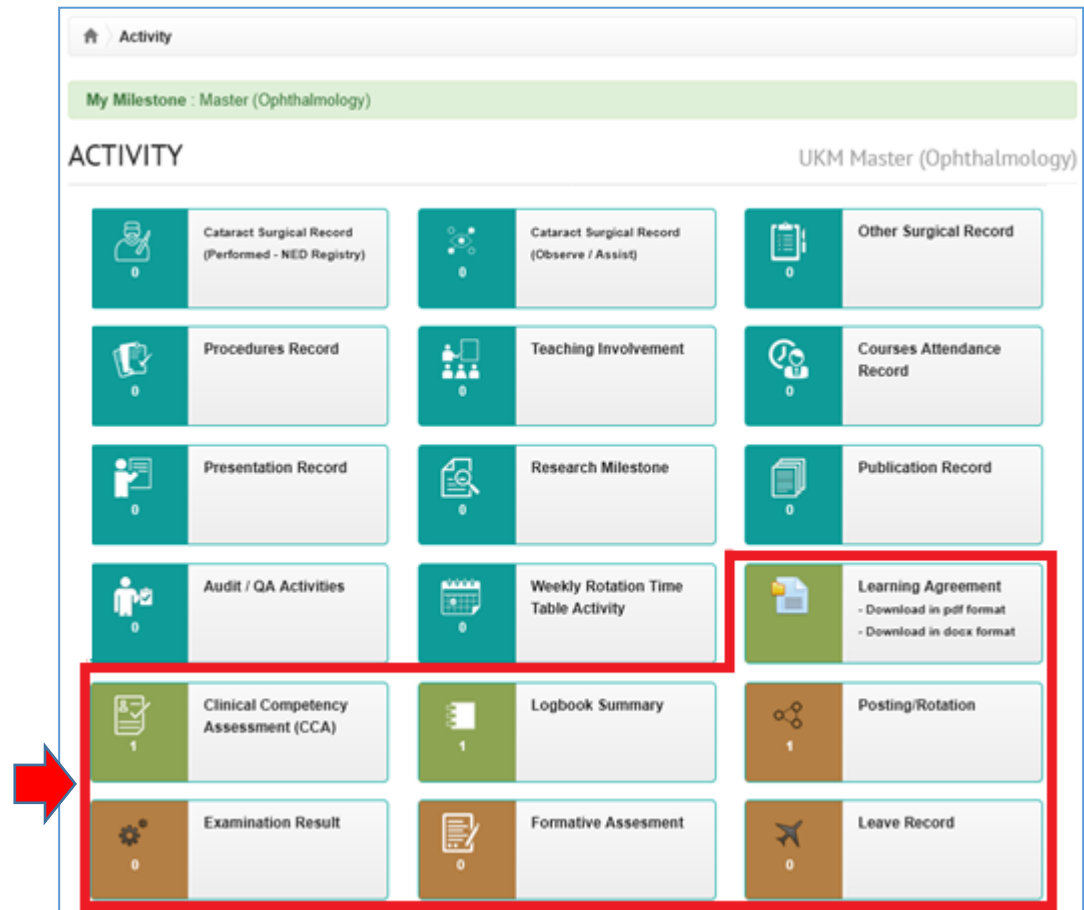 Activity
My Milestone : Master (Ophthalmology)
ACTIVITY
UKM Master (Ophthalmology)
Cataract Surgical Record
(Performed - NED Registry)
0
Cataract Surgical Record
(Observe / Assist)
0
Other Surgical Record
0
Procedures Record
0
Teaching Involvement
0
Courses Attendance
Record
0
Presentation Record
0
Research Milestone
0
Publication Record
0
Audit / QA Activities
0
Weekly Rotation Time
Table Activity
0
Learning Agreement
- Download in pdf format
- Download in docx format
Clinical Competency
Assessment (CCA)
1
Logbook Summary
1
Posting/Rotation
1
Examination Result
0
Formative Assesment
0
Leave Record
0